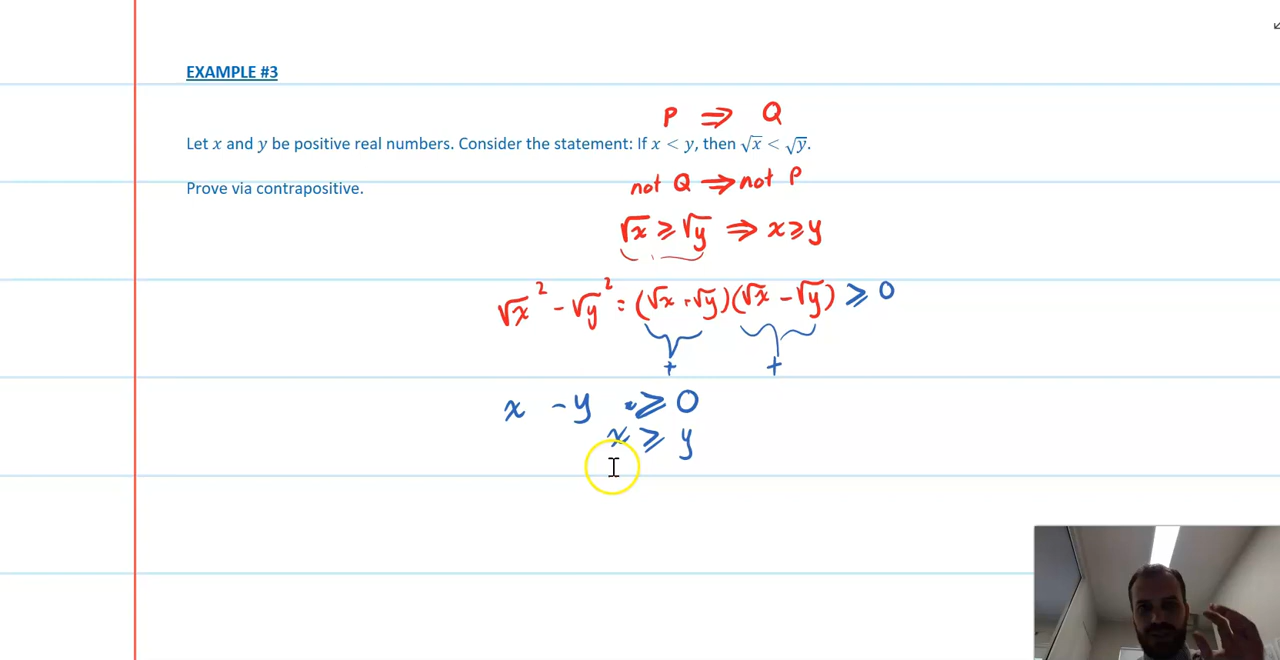 EXAMPLE #3
P ⇒ Q
Let x and y be positive real numbers. Consider the statement: If x < y, then √x < √y.
Prove via contrapositive.
not Q ⇒ not P
√x ⩾ √y ⇒ x ⩾ y
√x² - √y² = (√x + √y)(√x - √y) ⩾ 0
+ +
x - y ⩾ 0
x ⩾ y